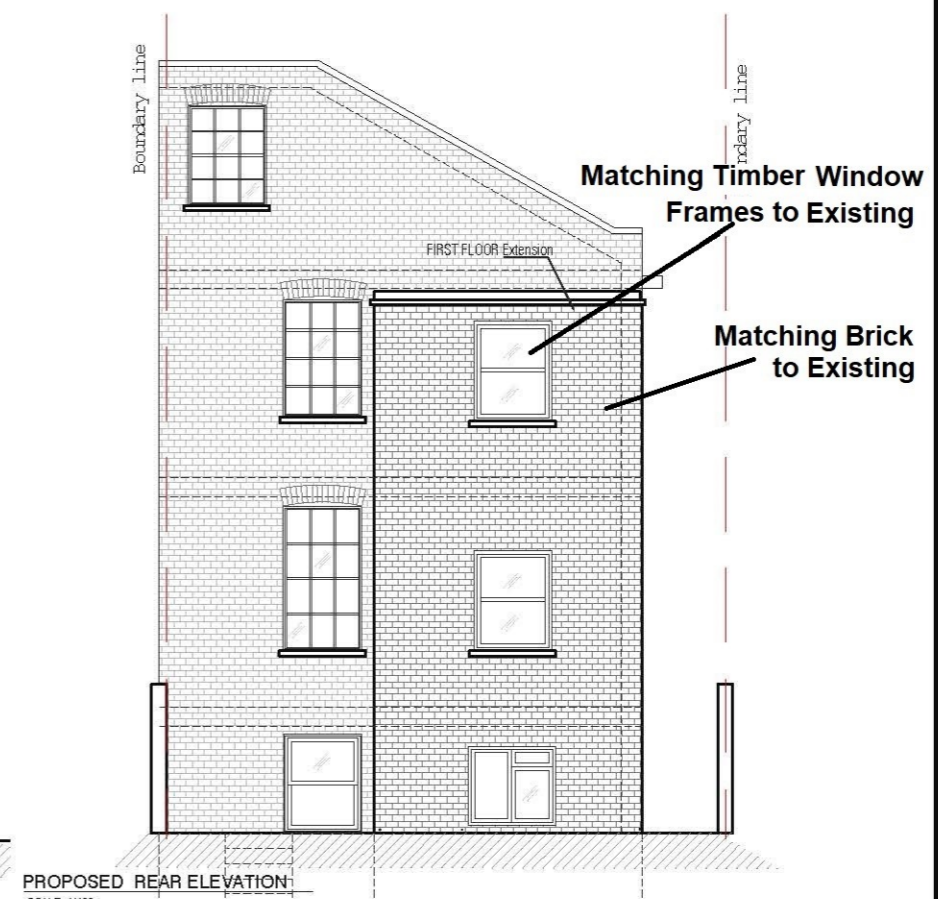 Boundary line
ndary line
Matching Timber Window
Frames to Existing
FIRST FLOOR Extension
Matching Brick
to Existing
PROPOSED REAR ELEVATION